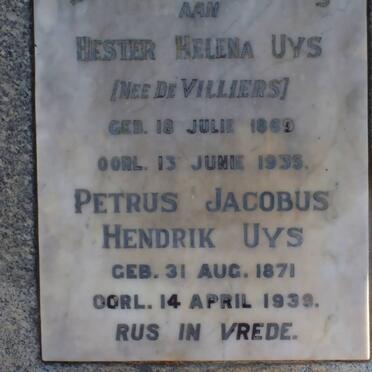 AAN
HESTER HELENA UYS
[NEE DE VILLIERS]
GEB. 18 JULIE 1869
OORL. 13 JUNIE 1935.
PETRUS JACOBUS
HENDRIK UYS
GEB. 31 AUG. 1871
OORL. 14 APRIL 1939.
RUS IN VREDE.